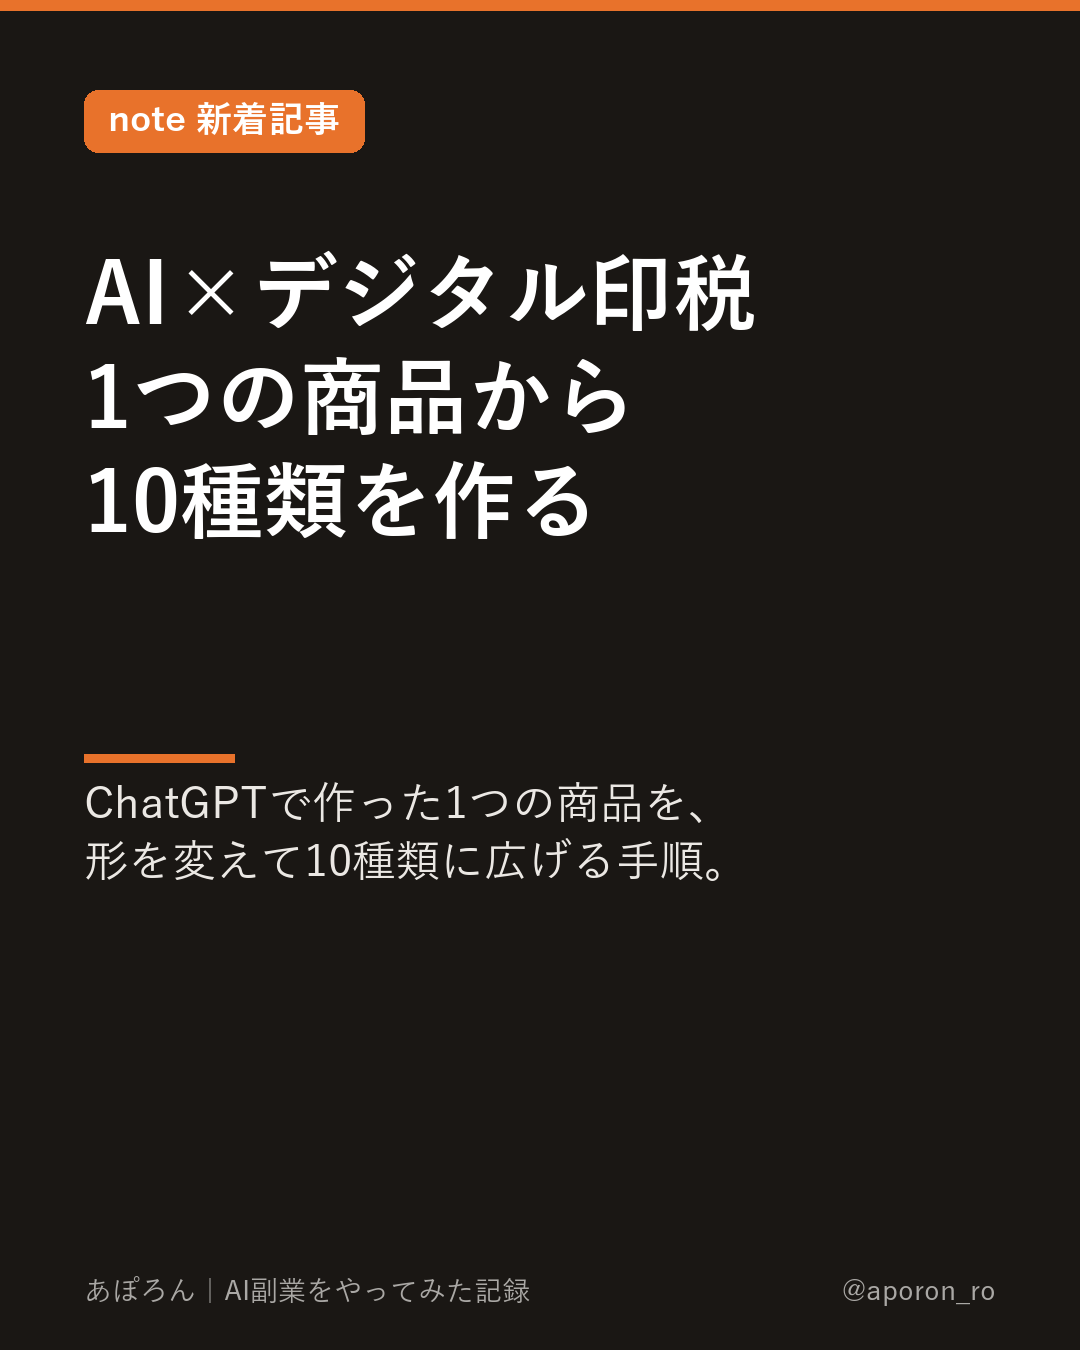 note 新着記事
AI×デジタル印税
1つの商品から
10種類を作る
ChatGPTで作った1つの商品を、
形を変えて10種類に広げる手順。
あぽろん｜AI副業をやってみた記録
@aporon_ro